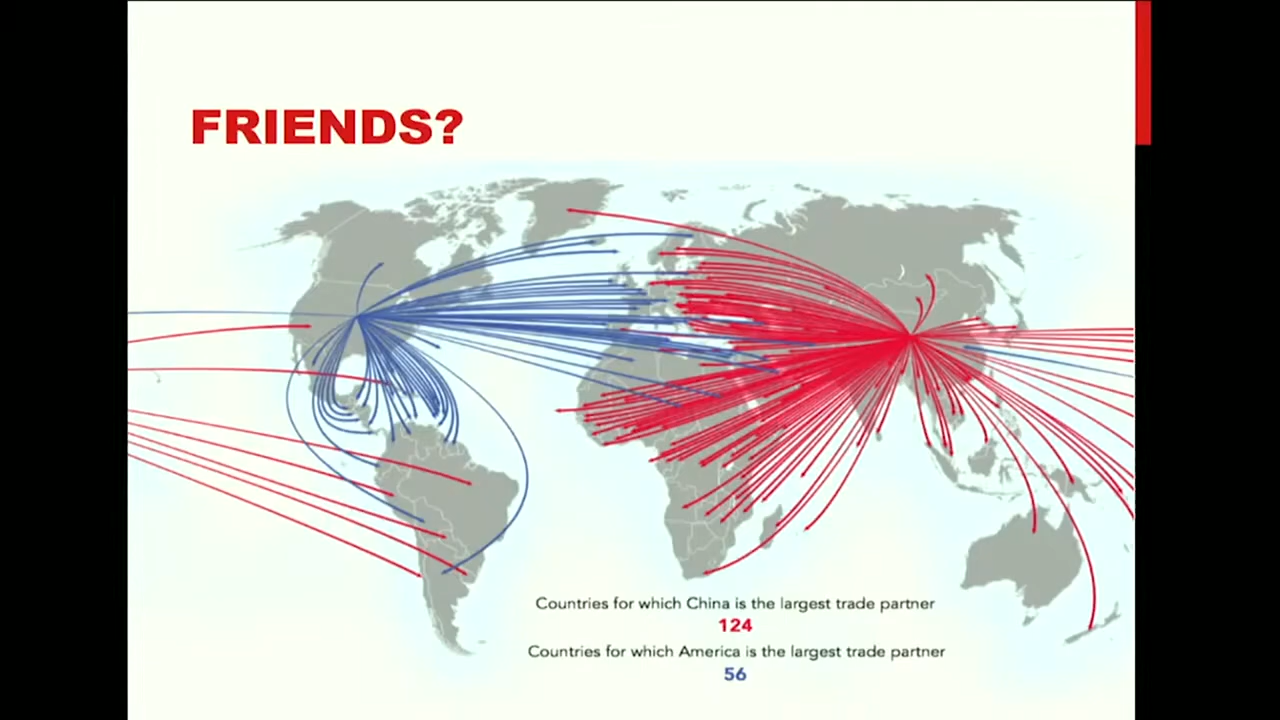 FRIENDS?
Countries for which China is the largest trade partner
124
Countries for which America is the largest trade partner
56